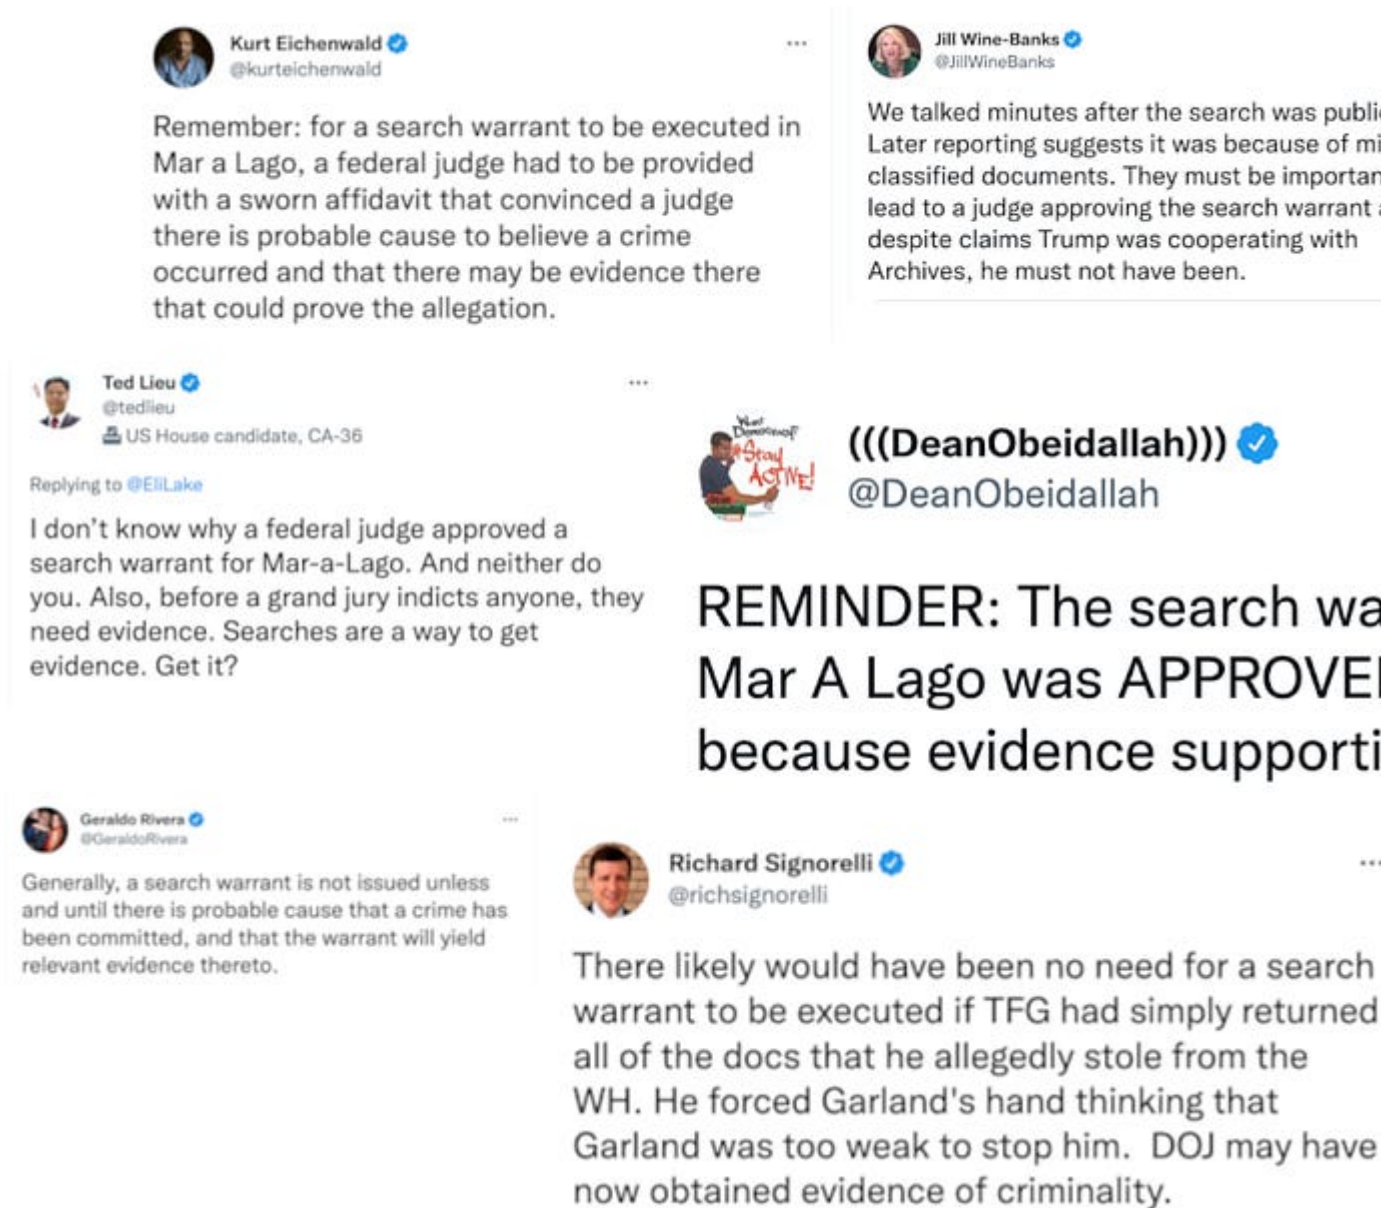 Kurt Eichenwald
@kurteichenwald
Remember: for a search warrant to be executed in
Mar a Lago, a federal judge had to be provided
with a sworn affidavit that convinced a judge
there is probable cause to believe a crime
occurred and that there may be evidence there
that could prove the allegation.
Jill Wine-Banks
@JillWineBanks
We talked minutes after the search was
Later reporting suggests it was because of
classified documents. They must be
lead to a judge approving the search warrant
despite claims Trump was cooperating with
Archives, he must not have been.
Ted Lieu
@tedlieu
US House candidate, CA-36
Replying to @EliLake
I don't know why a federal judge approved a
search warrant for Mar-a-Lago. And neither do
you. Also, before a grand jury indicts anyone, they
need evidence. Searches are a way to get
evidence. Get it?
What
Democracy?
#Stay
ACTIVE!
(((DeanObeidallah)))
@DeanObeidallah
REMINDER: The search
Mar A Lago was
because evidence
Geraldo Rivera
@GeraldoRivera
Generally, a search warrant is not issued unless
and until there is probable cause that a crime has
been committed, and that the warrant will yield
relevant evidence thereto.
Richard Signorelli
@richsignorelli
There likely would have been no need for a search
warrant to be executed if TFG had simply returned
all of the docs that he allegedly stole from the
WH. He forced Garland's hand thinking that
Garland was too weak to stop him. DOJ may have
now obtained evidence of criminality.